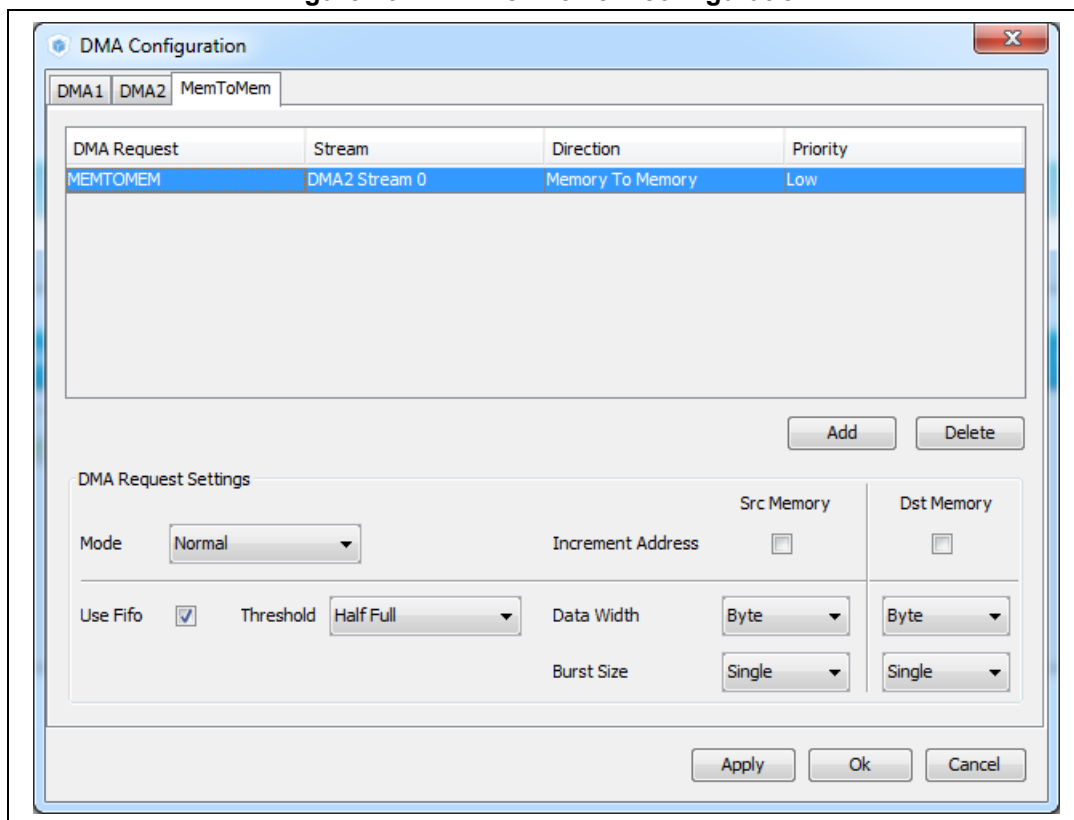 DMA Configuration
DMA1 DMA2 MemToMem
DMA Request Stream Direction Priority
MEMTOMEM DMA2 Stream 0 Memory To Memory Low
Add Delete
DMA Request Settings
Src Memory Dst Memory
Mode Normal Increment Address
Use Fifo Threshold Half Full Data Width Byte Byte
Burst Size Single Single
Apply Ok Cancel